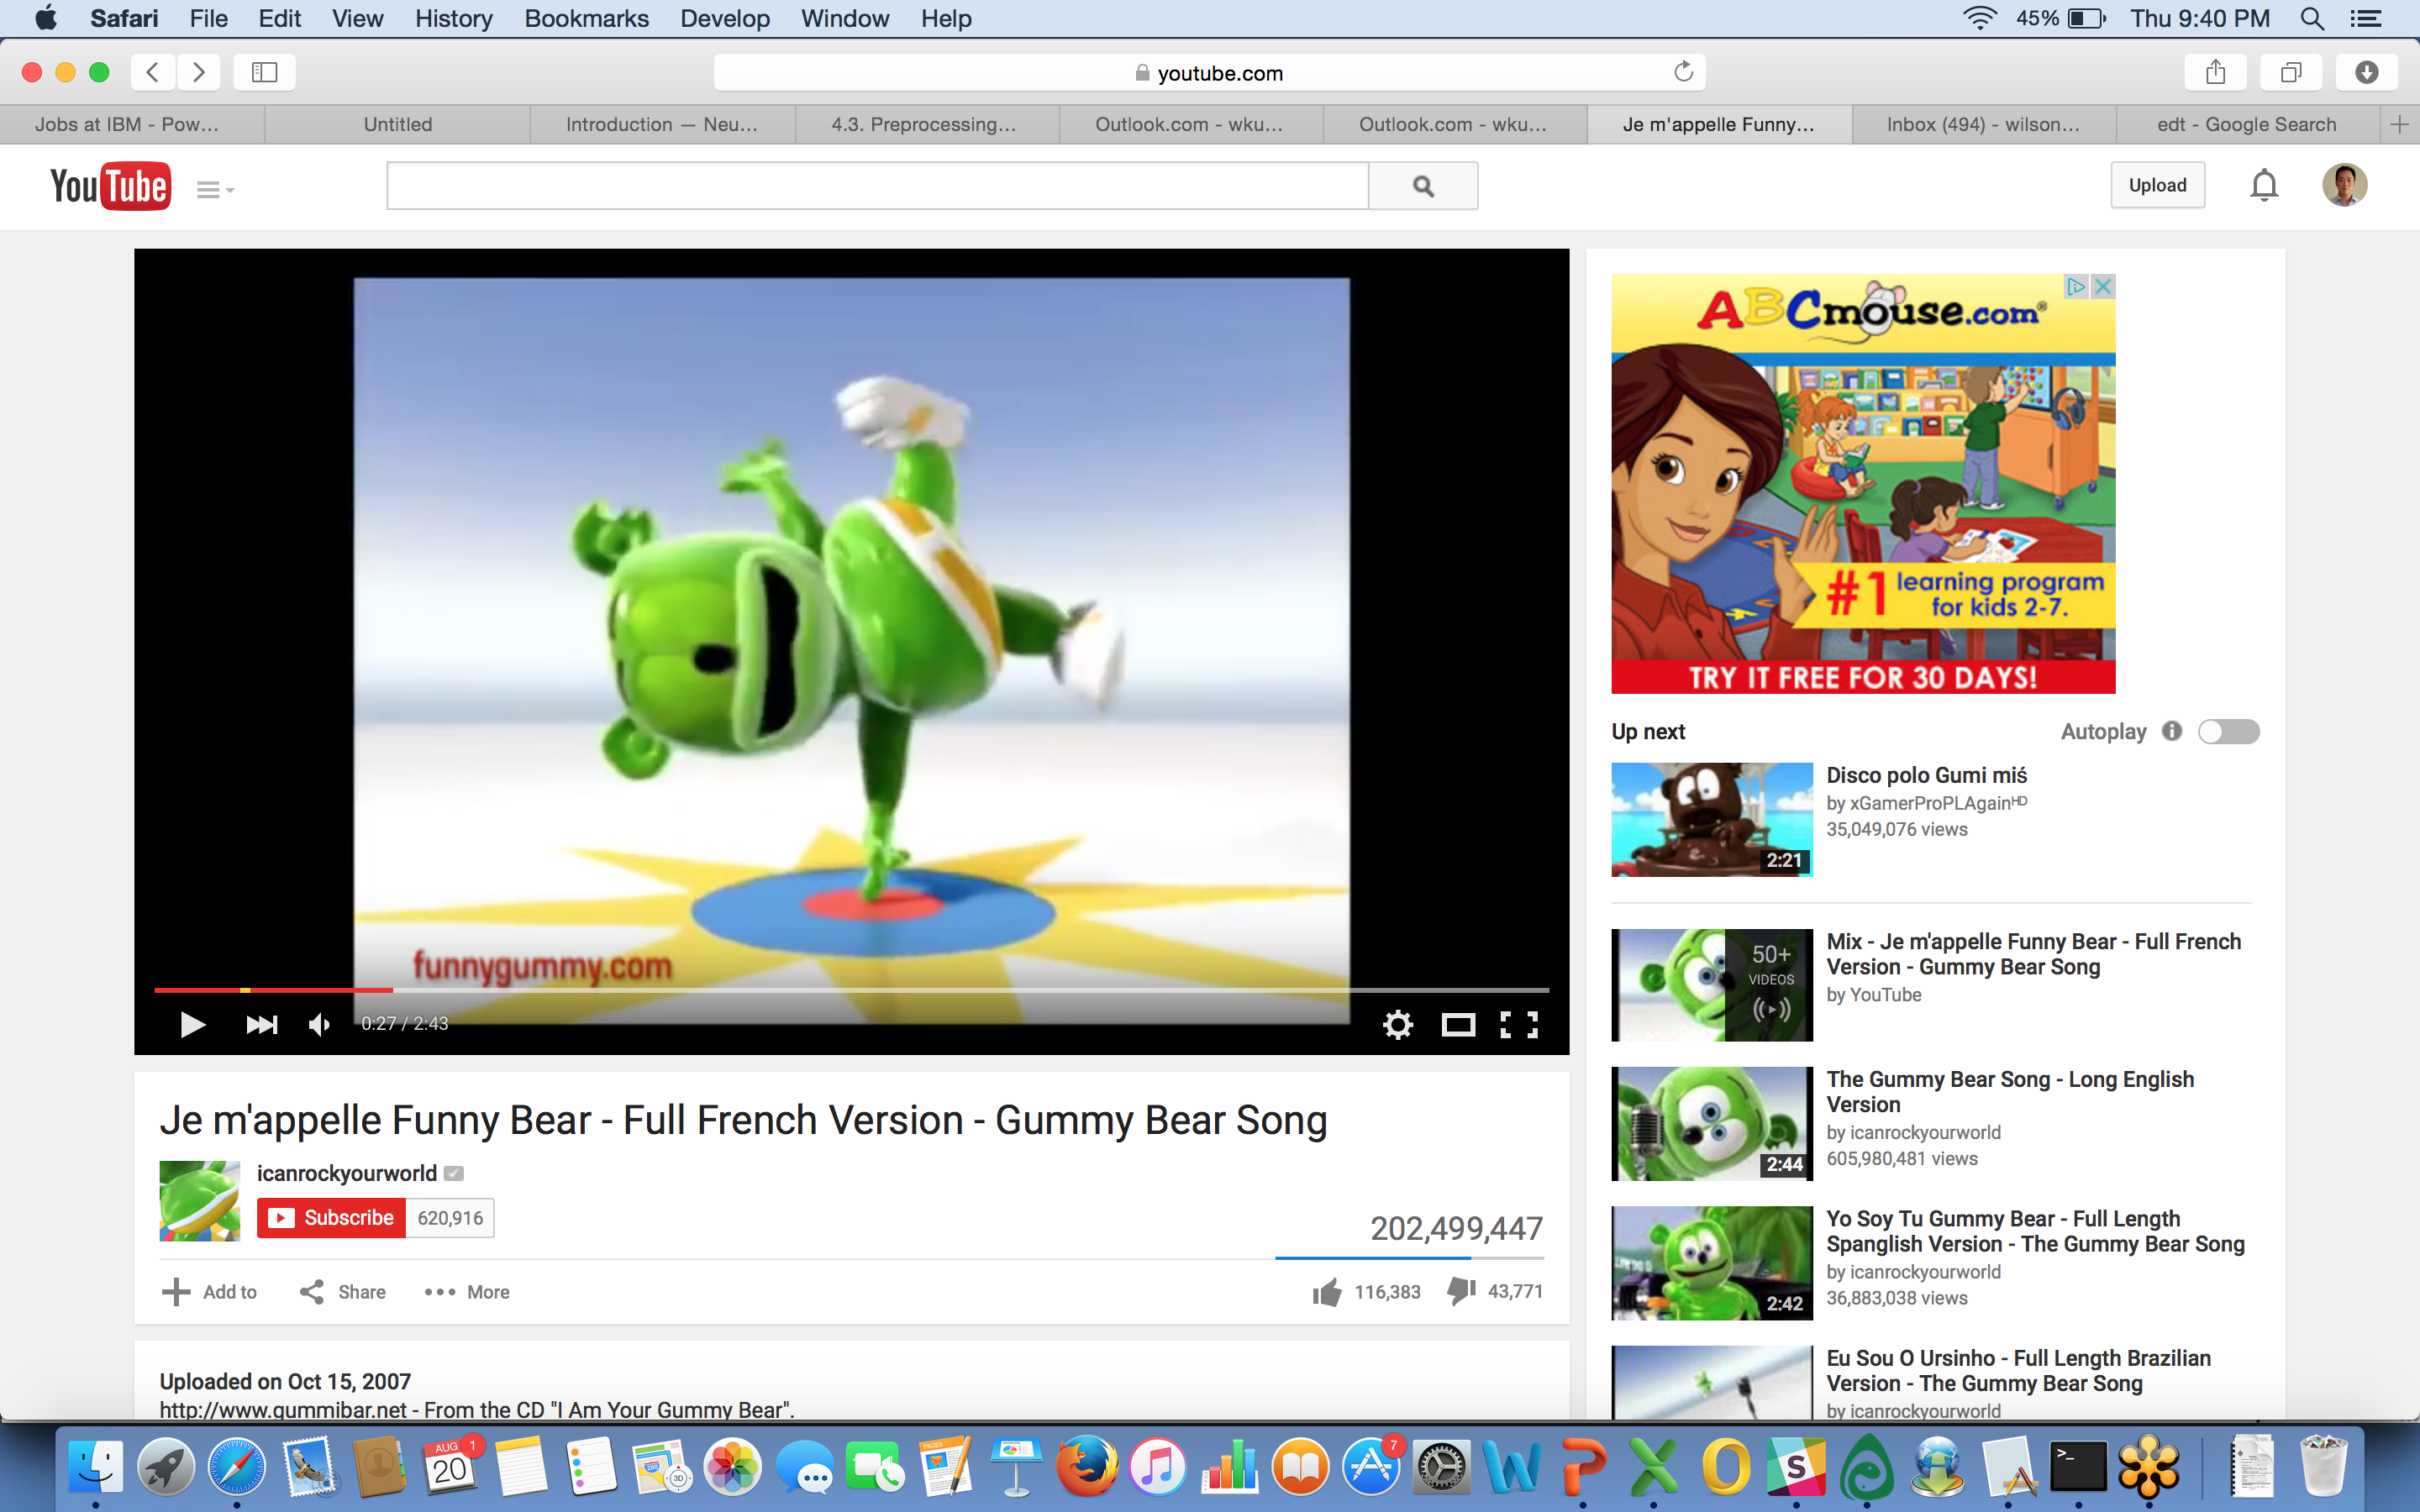 Safari File Edit View History Bookmarks Develop Window Help 45% Thu 9:40 PM
youtube.com
Jobs at IBM - Pow... Untitled Introduction — Neu... 4.3. Preprocessing... Outlook.com - wku... Outlook.com - wku... Je m'appelle Funny... Inbox (494) - wilson... edt - Google Search
YouTube Upload
ABCmouse.com®
#1 learning program
for kids 2-7.
TRY IT FREE FOR 30 DAYS!
funnygummy.com
0:27 / 2:43
Je m'appelle Funny Bear - Full French Version - Gummy Bear Song
icanrockyourworld
Subscribe 620,916
202,499,447
Add to Share More 116,383 43,771
Uploaded on Oct 15, 2007
http://www.gummibar.net - From the CD "I Am Your Gummy Bear".
Up next Autoplay
Disco polo Gumi miś
by xGamerProPLAgainᴴᴰ
35,049,076 views
2:21
Mix - Je m'appelle Funny Bear - Full French
Version - Gummy Bear Song
by YouTube
50+
VIDEOS
The Gummy Bear Song - Long English
Version
by icanrockyourworld
605,980,481 views
2:44
Yo Soy Tu Gummy Bear - Full Length
Spanglish Version - The Gummy Bear Song
by icanrockyourworld
36,883,038 views
2:42
Eu Sou O Ursinho - Full Length Brazilian
Version - The Gummy Bear Song
by icanrockyourworld
AUG
20
1
3D
280
PAGES
7
W
P
X
O
S
>_